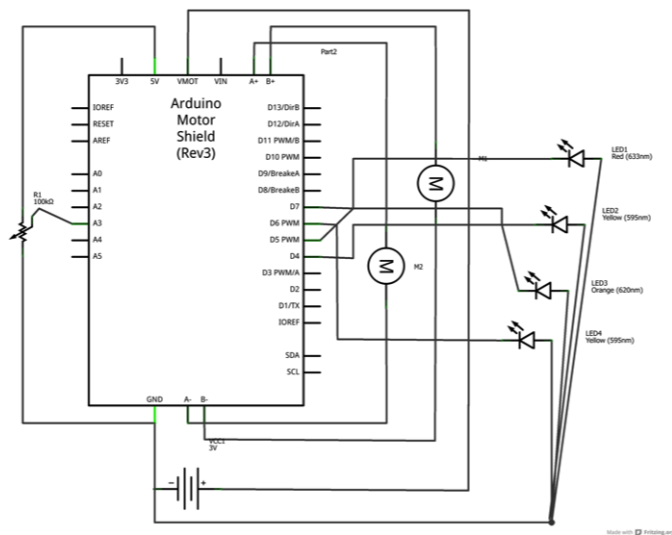 Part2
3V3
5V
VMOT
VIN
A+
B+
Arduino
Motor
Shield
(Rev3)
IOREF
RESET
AREF
A0
A1
A2
A3
A4
A5
D13/DirB
D12/DirA
D11 PWM/B
D10 PWM
D9/BreakeA
D8/BreakeB
D7
D6 PWM
D5 PWM
D4
D3 PWM/A
D2
D1/TX
IOREF
SDA
SCL
GND
A-
B-
R1
100kΩ
M
M1
M
M2
LED1
Red (633nm)
LED2
Yellow (595nm)
LED3
Orange (620nm)
LED4
Yellow (595nm)
VCC1
3V
- +
Made with Fritzing.org